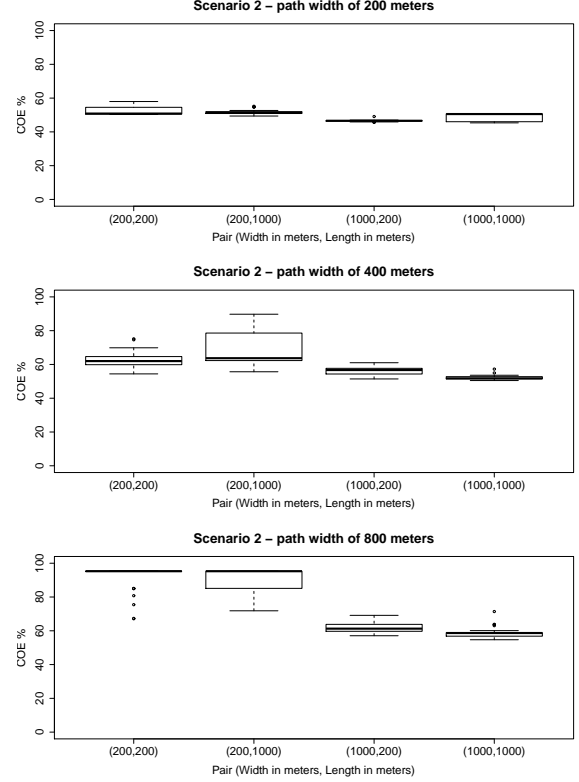 Scenario 2 − path width of 200 meters
COE %
100
80
60
40
20
0
(200,200) (200,1000) (1000,200) (1000,1000)
Pair (Width in meters, Length in meters)
Scenario 2 − path width of 400 meters
COE %
100
80
60
40
20
0
(200,200) (200,1000) (1000,200) (1000,1000)
Pair (Width in meters, Length in meters)
Scenario 2 − path width of 800 meters
COE %
100
80
60
40
20
0
(200,200) (200,1000) (1000,200) (1000,1000)
Pair (Width in meters, Length in meters)